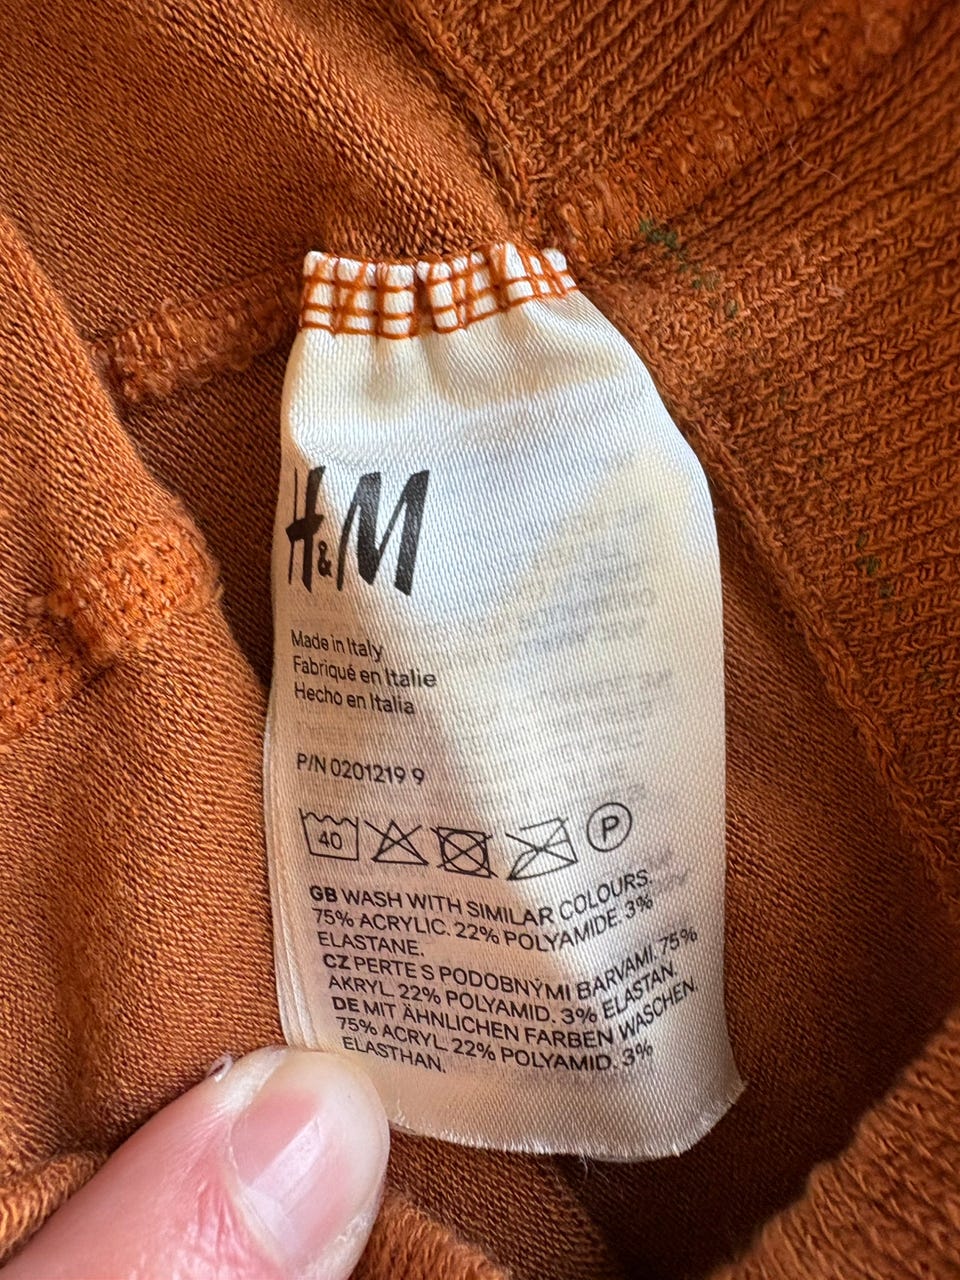 H&M
Made in Italy
Fabriqué en Italie
Hecho en Italia
P/N 0201219 9
40 P
GB WASH WITH SIMILAR COLOURS.
75% ACRYLIC. 22% POLYAMIDE. 3%
ELASTANE.
CZ PERTE S PODOBNÝMI BARVAMI. 75%
AKRYL. 22% POLYAMID. 3% ELASTAN.
DE MIT ÄHNLICHEN FARBEN WASCHEN.
75% ACRYL 22% POLYAMID. 3%
ELASTHAN.